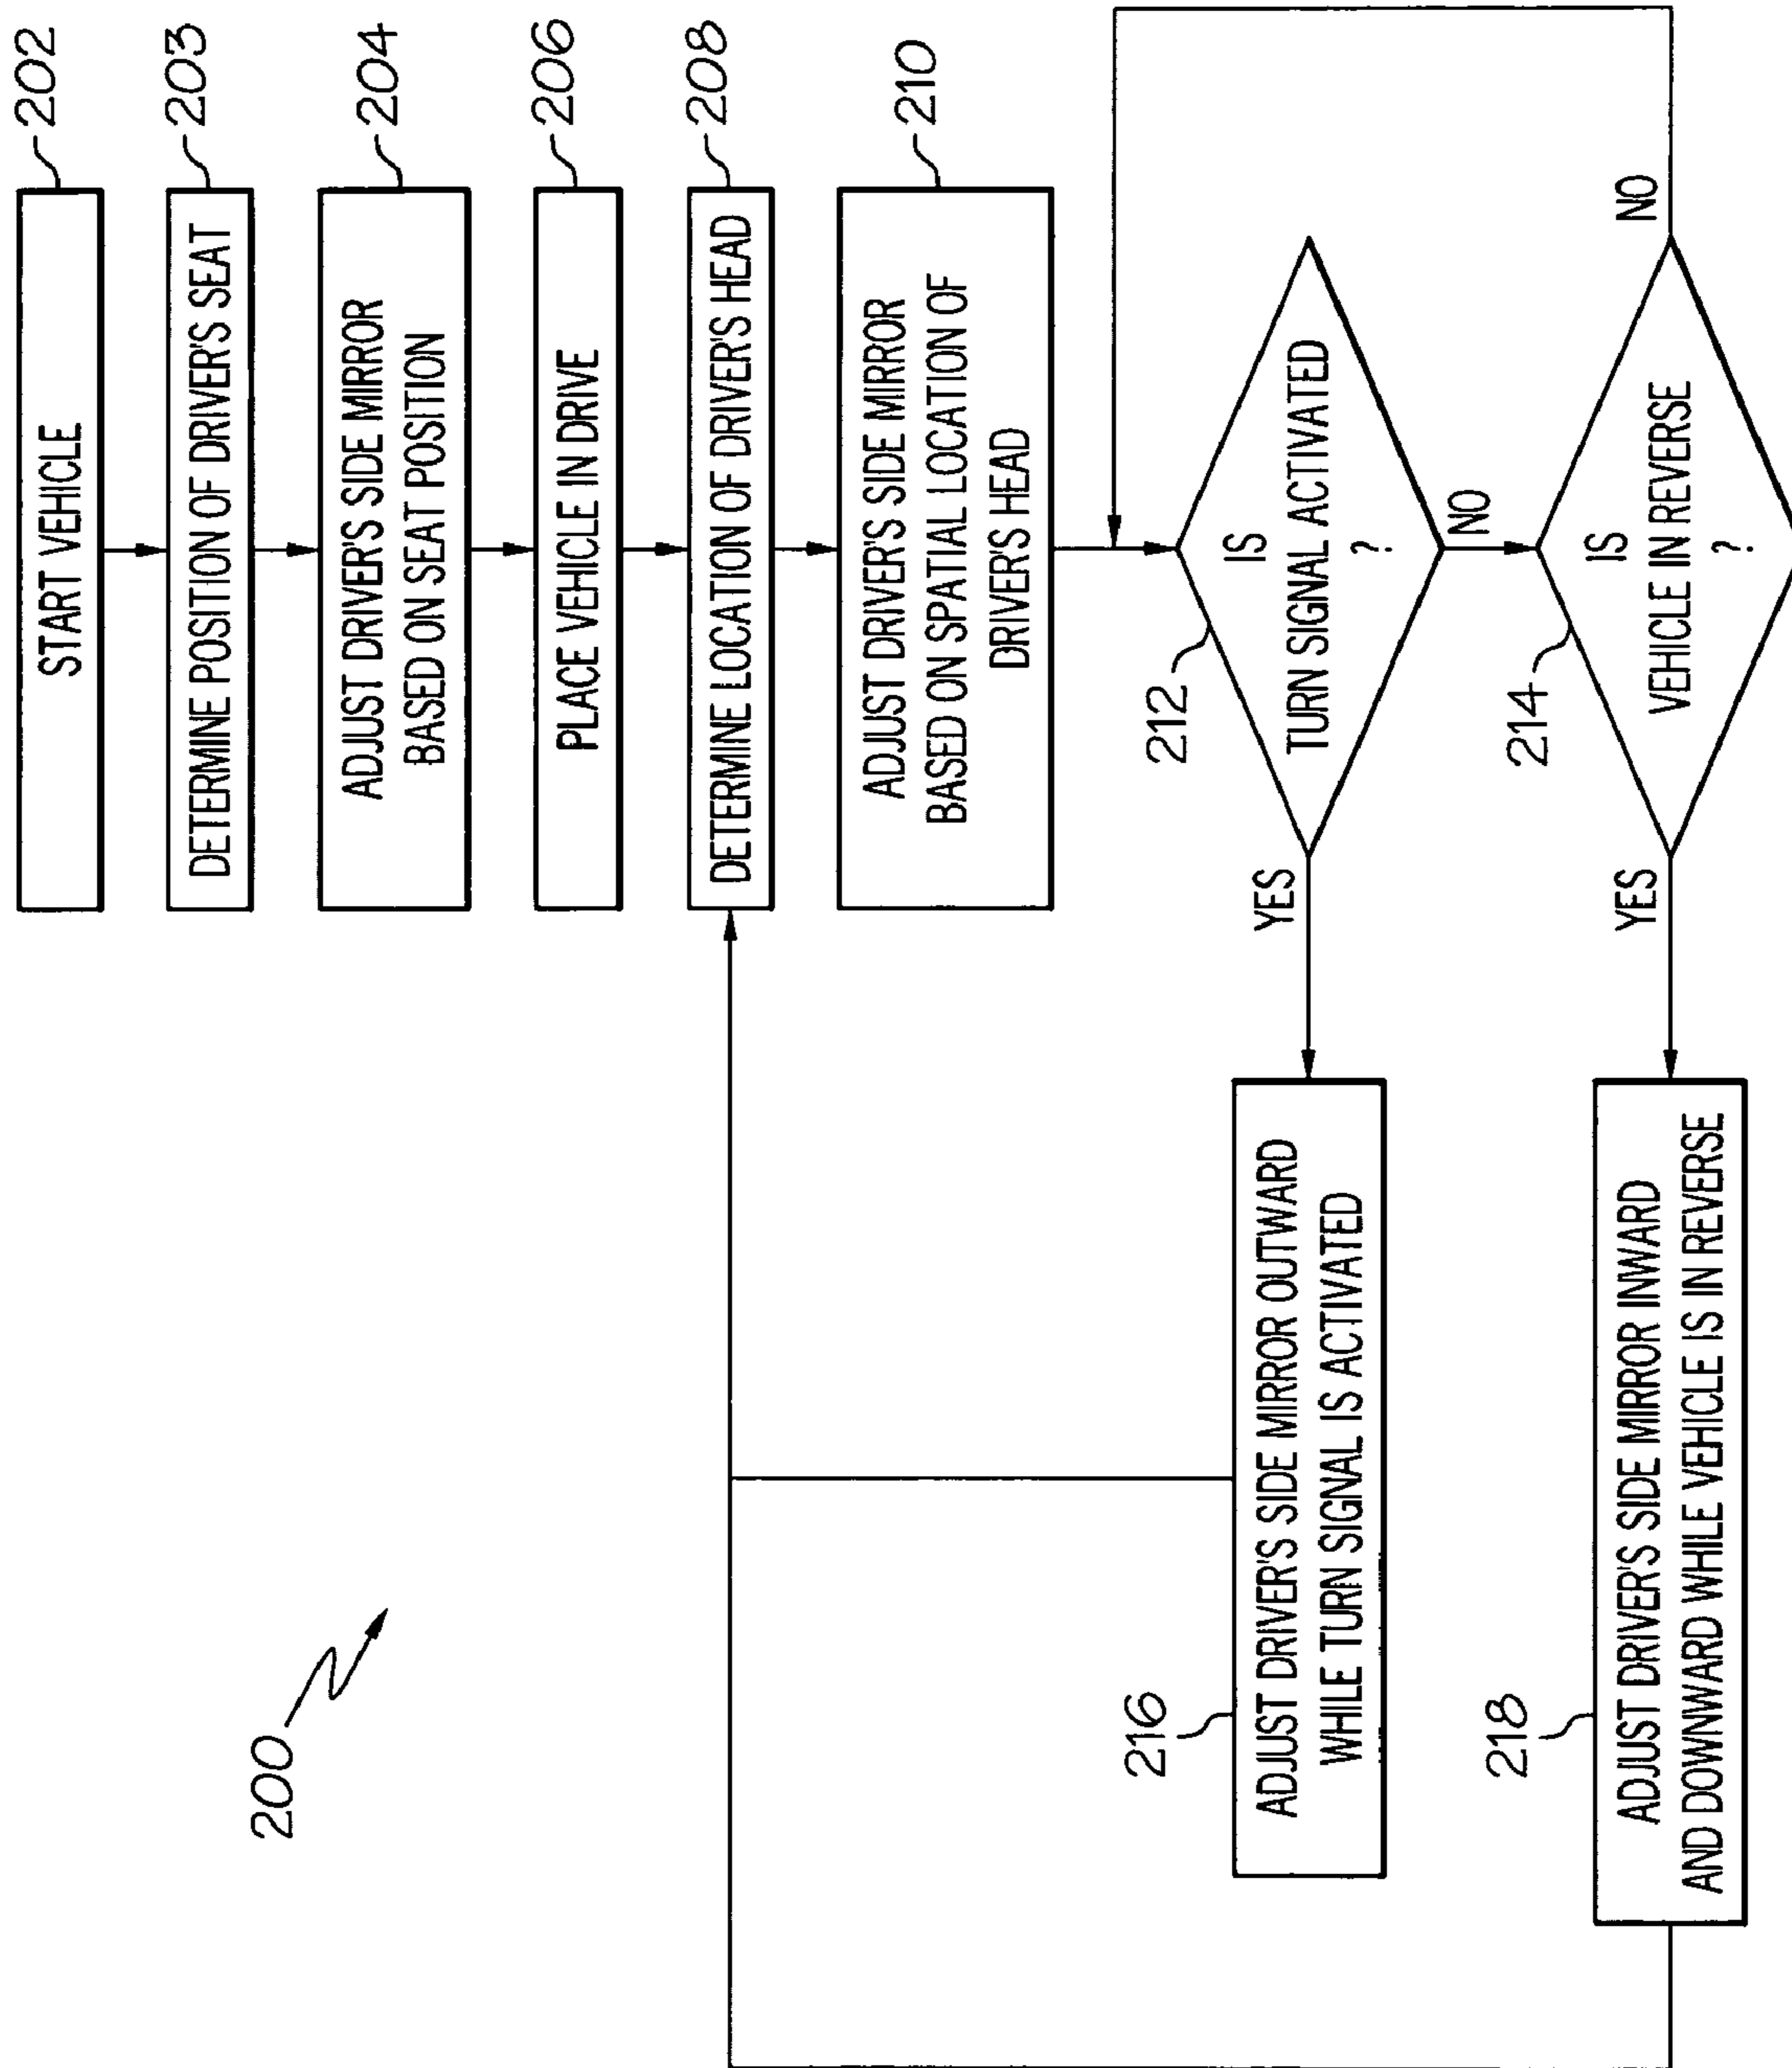 200
START VEHICLE
202
DETERMINE POSITION OF DRIVER'S SEAT
203
ADJUST DRIVER'S SIDE MIRROR
BASED ON SEAT POSITION
204
PLACE VEHICLE IN DRIVE
206
DETERMINE LOCATION OF DRIVER'S HEAD
208
ADJUST DRIVER'S SIDE MIRROR
BASED ON SPATIAL LOCATION OF
DRIVER'S HEAD
210
212
IS
TURN SIGNAL ACTIVATED
?
YES
NO
216
ADJUST DRIVER'S SIDE MIRROR OUTWARD
WHILE TURN SIGNAL IS ACTIVATED
214
IS
VEHICLE IN REVERSE
?
YES
NO
218
ADJUST DRIVER'S SIDE MIRROR INWARD
AND DOWNWARD WHILE VEHICLE IS IN REVERSE